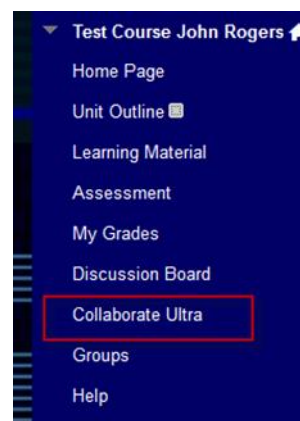 Test Course John Rogers
Home Page
Unit Outline
Learning Material
Assessment
My Grades
Discussion Board
Collaborate Ultra
Groups
Help